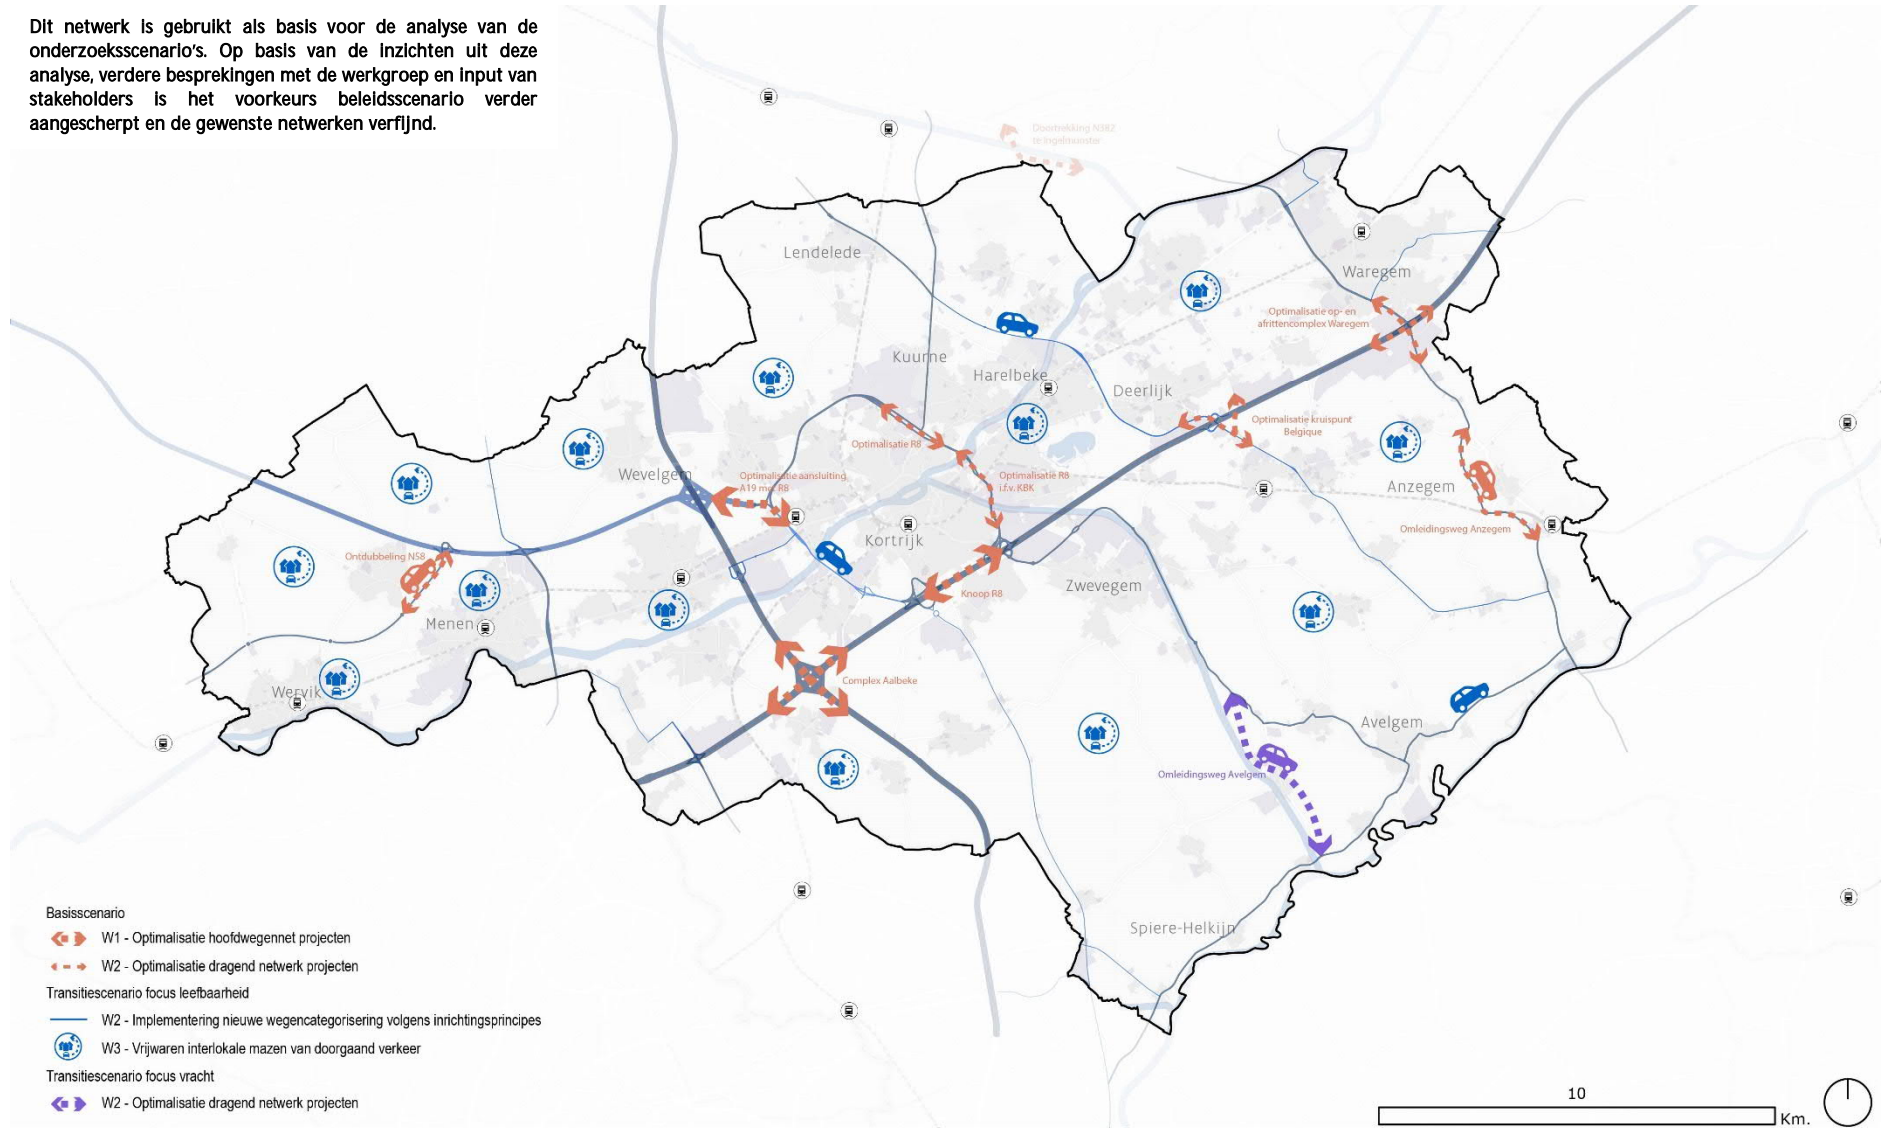 Dit netwerk is gebruikt als basis voor de analyse van de
onderzoeksscenario's. Op basis van de inzichten uit deze
analyse, verdere besprekingen met de werkgroep en input van
stakeholders is het voorkeurs beleidsscenario verder
aangescherpt en de gewenste netwerken verfijnd.
Doortrekking N382
te Ingelmunster
Lendelede
Waregem
Optimalisatie op- en
afrittencomplex Waregem
Kuurne
Harelbeke
Deerlijk
Optimalisatie kruispunt
Belgique
Optimalisatie R8
Wevelgem
Optimalisatie aansluiting
A19 met R8
Optimalisatie R8
i.f.v. KBK
Anzegem
Omleidingsweg Anzegem
Kortrijk
Ontdubbeling N58
Zwevegem
Knoop R8
Menen
Complex Aalbeke
Wervik
Avelgem
Omleidingsweg Avelgem
Spiere-Helkijn
Basisscenario
W1 - Optimalisatie hoofdwegennet projecten
W2 - Optimalisatie dragend netwerk projecten
Transitiescenario focus leefbaarheid
W2 - Implementering nieuwe wegencategorisering volgens inrichtingsprincipes
W3 - Vrijwaren interlokale mazen van doorgaand verkeer
Transitiescenario focus vracht
W2 - Optimalisatie dragend netwerk projecten
10
Km.